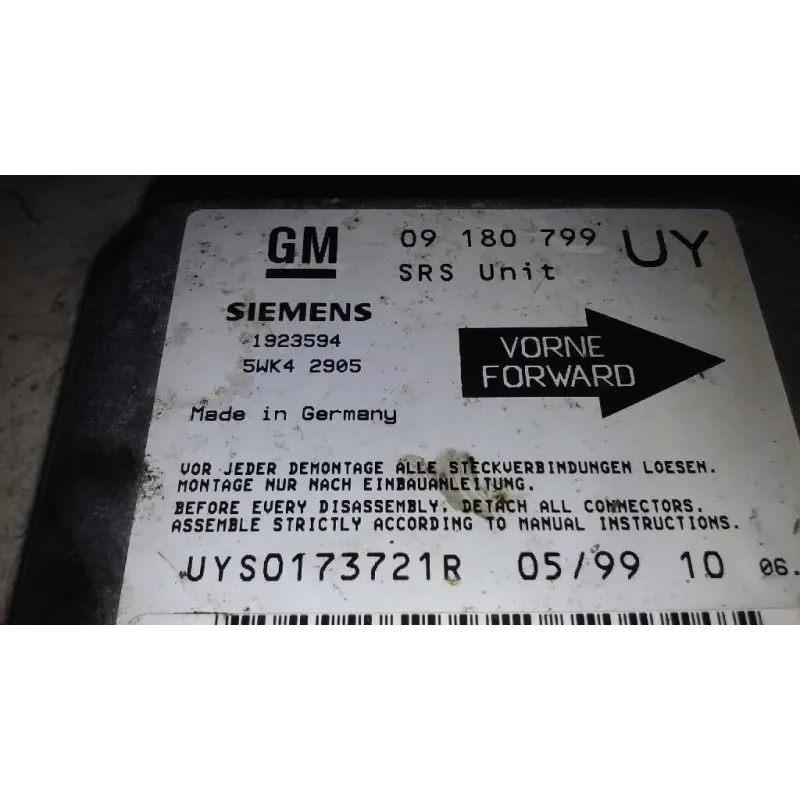 GM 09 180 799 UY
SRS Unit
SIEMENS
1923594
5WK4 2905
VORNE
FORWARD
Made in Germany
VOR JEDER DEMONTAGE ALLE STECKVERBINDUNGEN LOESEN.
MONTAGE NUR NACH EINBAUANLEITUNG.
BEFORE EVERY DISASSEMBLY, DETACH ALL CONNECTORS.
ASSEMBLE STRICTLY ACCORDING TO MANUAL INSTRUCTIONS.
UYS0173721R 05/99 10 06.